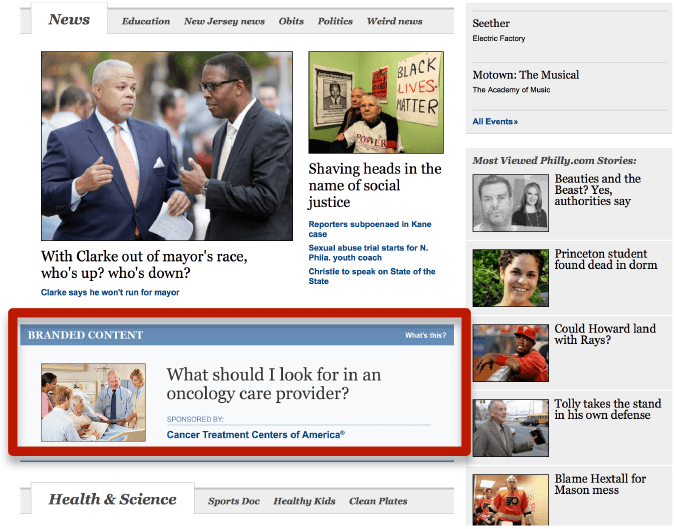 News
Education
New Jersey news
Obits
Politics
Weird news
BLACK
LIVES
MATTER
POWER
With Clarke out of mayor's race,
who's up? who's down?
Clarke says he won't run for mayor
Shaving heads in the
name of social
justice
Reporters subpoenaed in Kane
case
Sexual abuse trial starts for N.
Phila. youth coach
Christie to speak on State of the
State
BRANDED CONTENT
What's this?
What should I look for in an
oncology care provider?
SPONSORED BY:
Cancer Treatment Centers of America®
Health & Science
Sports Doc
Healthy Kids
Clean Plates
Seether
Electric Factory
Motown: The Musical
The Academy of Music
All Events»
Most Viewed Philly.com Stories:
Beauties and the
Beast? Yes,
authorities say
Princeton student
found dead in dorm
Could Howard land
with Rays?
Tolly takes the stand
in his own defense
Blame Hextall for
Mason mess